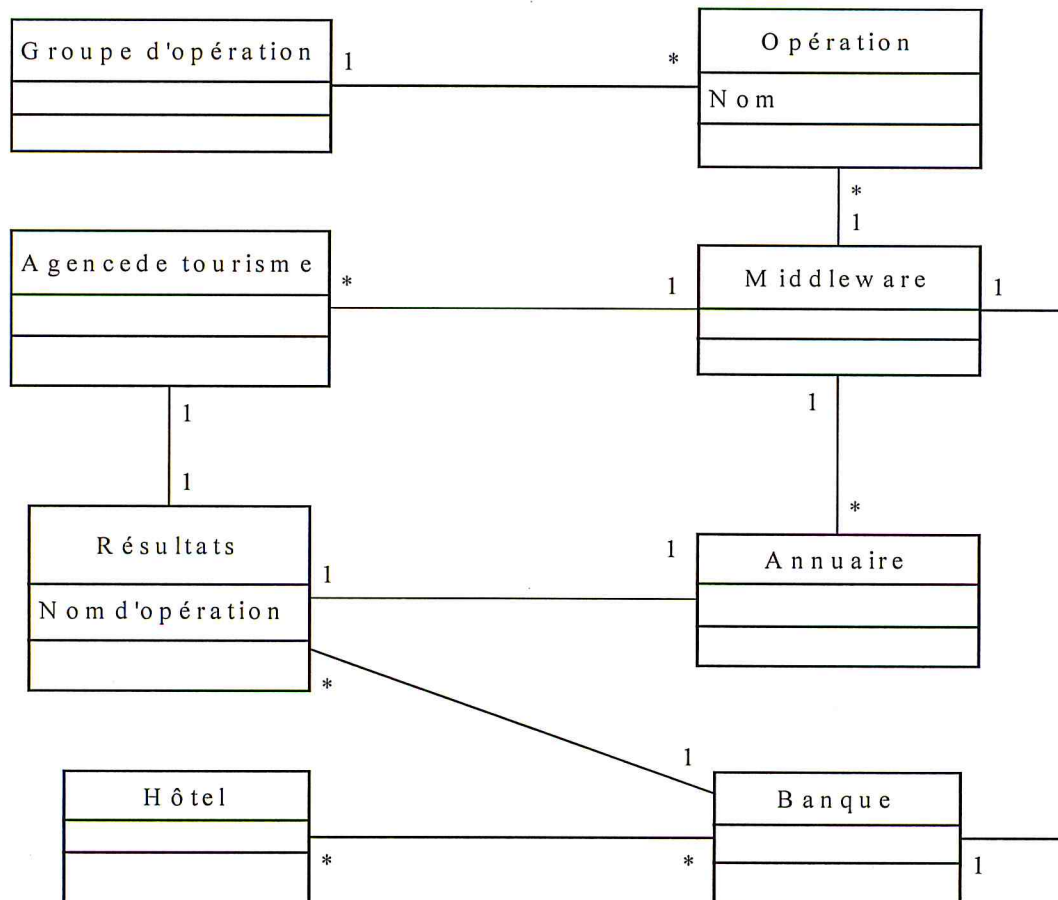 Groupe d'opération
1
*
Opération
Nom
*
1
Agencede tourisme
*
1
Middleware
1
1
1
1
*
Résultats
1
1
Annuaire
Nom d'opération
*
1
Hôtel
Banque
*
*
1